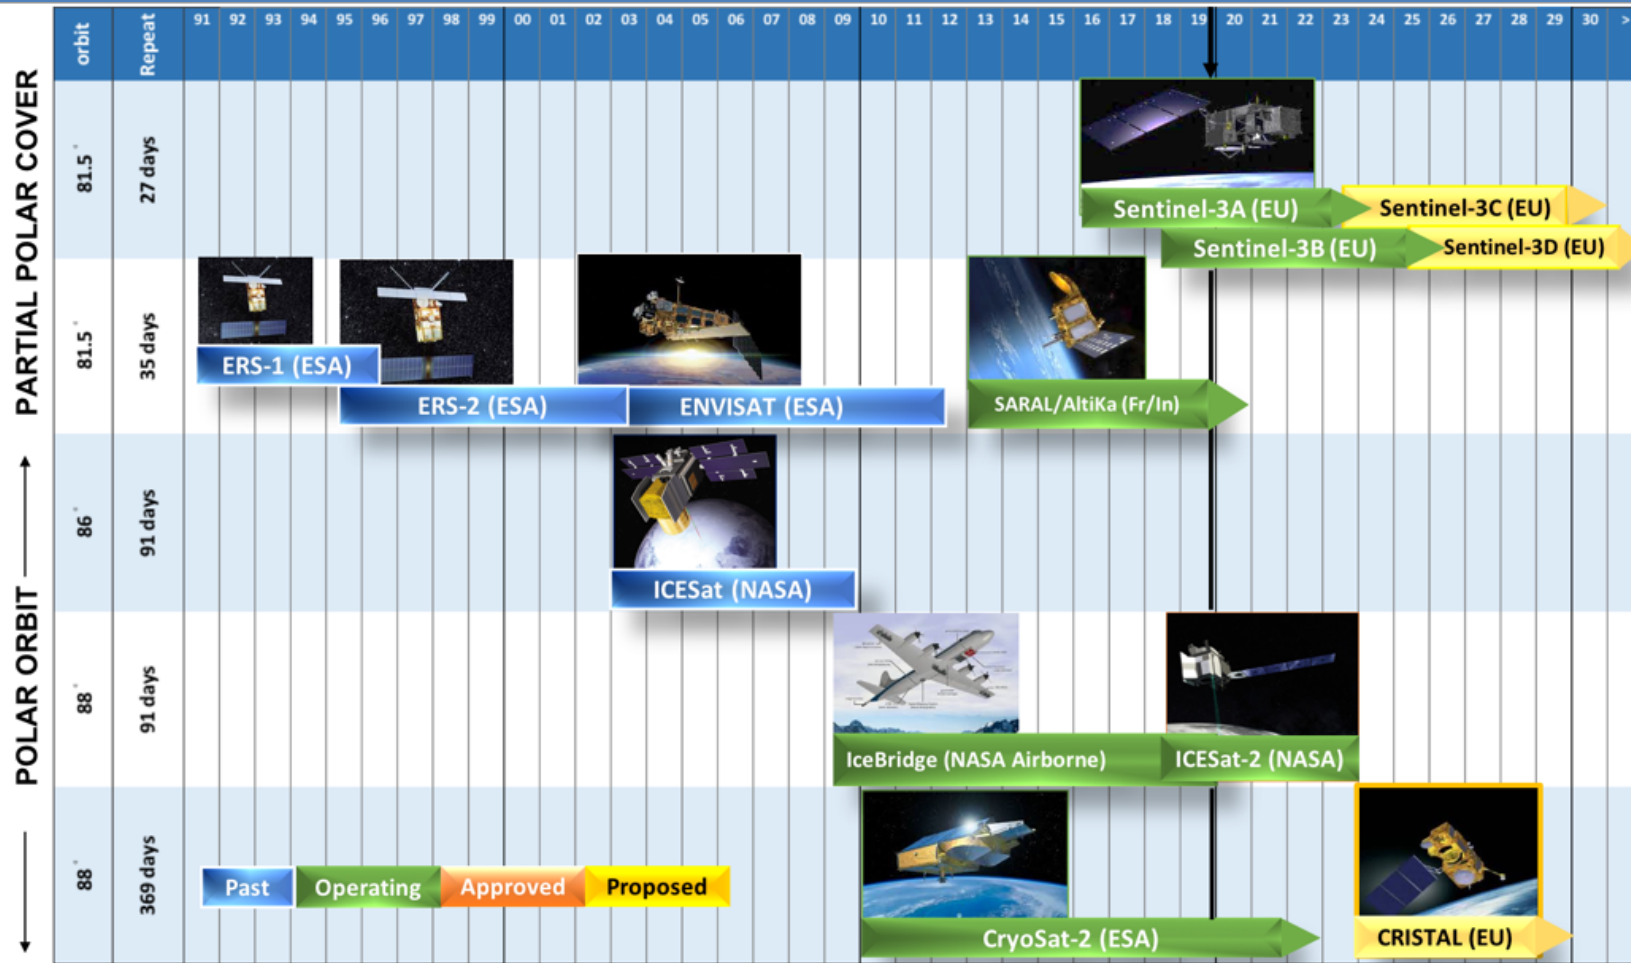 orbit Repeat 91 92 93 94 95 96 97 98 99 00 01 02 03 04 05 06 07 08 09 10 11 12 13 14 15 16 17 18 19 20 21 22 23 24 25 26 27 28 29 30 >
PARTIAL POLAR COVER
81.5° 27 days
Sentinel-3A (EU) Sentinel-3C (EU)
Sentinel-3B (EU) Sentinel-3D (EU)
81.5° 35 days
ERS-1 (ESA)
ERS-2 (ESA) ENVISAT (ESA) SARAL/AltiKa (Fr/In)
86° 91 days
ICESat (NASA)
POLAR ORBIT
88° 91 days
IceBridge (NASA Airborne) ICESat-2 (NASA)
88° 369 days
Past Operating Approved Proposed
CryoSat-2 (ESA) CRISTAL (EU)